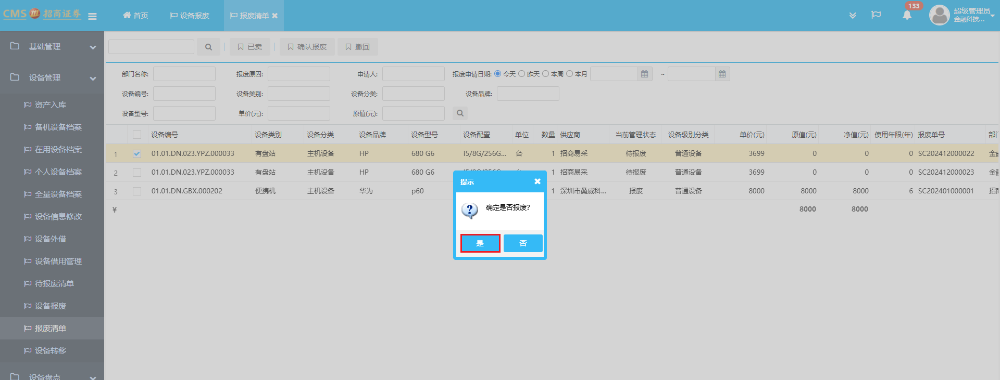 CMS 招商证券
首页
设备报废
报废清单
133
超级管理员
金融科技...
基础管理
设备管理
资产入库
备机设备档案
在用设备档案
个人设备档案
全量设备档案
设备信息修改
设备外借
设备借用管理
待报废清单
设备报废
报废清单
设备转移
设备盘点
已卖 确认报废 撤回
部门名称: 报废原因: 申请人: 报废申请日期: 今天 昨天 本周 本月 ~
设备编号: 设备类别: 设备分类: 设备品牌:
设备型号: 单价(元): 原值(元):
设备编号 设备类别 设备分类 设备品牌 设备型号 设备配置 单位 数量 供应商 当前管理状态 设备级别分类 单价(元) 原值(元) 净值(元) 使用年限(年) 报废单号 部门
1 01.01.DN.023.YPZ.000033 有盘站 主机设备 HP 680 G6 i5/8G/256G... 台 1 招商易采 待报废 普通设备 3699 0 0 0 SC202412000022 金融
2 01.01.DN.023.YPZ.000033 有盘站 主机设备 HP 680 G6 1 招商易采 待报废 普通设备 3699 0 0 0 SC202412000023 金融
3 01.01.DN.GBX.000202 便携机 主机设备 华为 p60 1 深圳市桑威科... 报废 普通设备 8000 8000 8000 6 SC202401000001 招商
¥ 8000 8000
提示
确定是否报废?
是 否